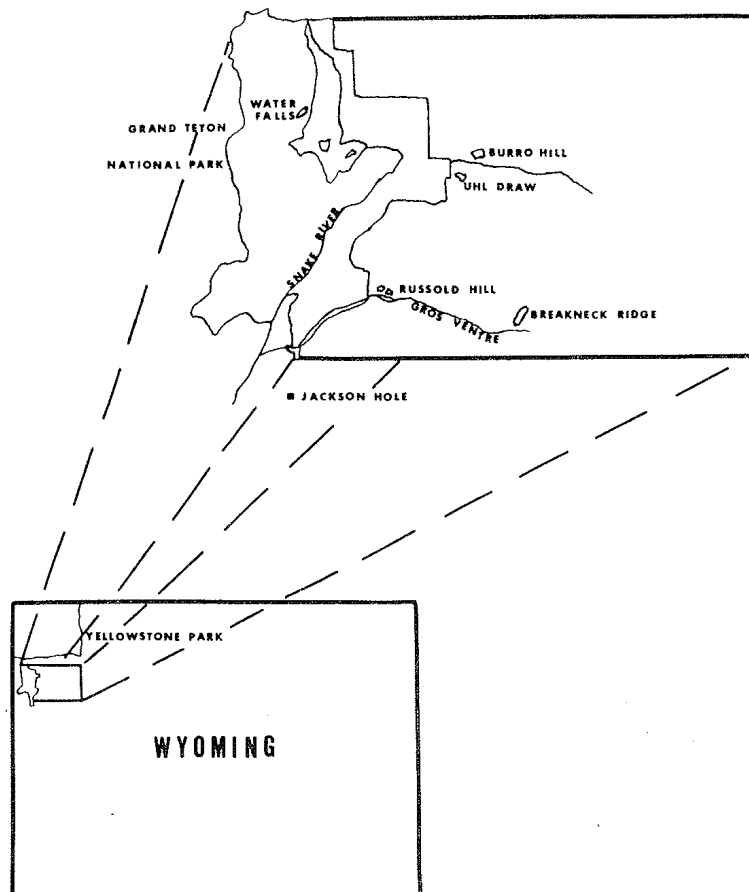 WATER
FALLS
GRAND TETON
NATIONAL PARK
BURRO HILL
UHL DRAW
SNAKE RIVER
RUSSOLD HILL
GROS VENTRE
BREAKNECK RIDGE
JACKSON HOLE
YELLOWSTONE PARK
WYOMING